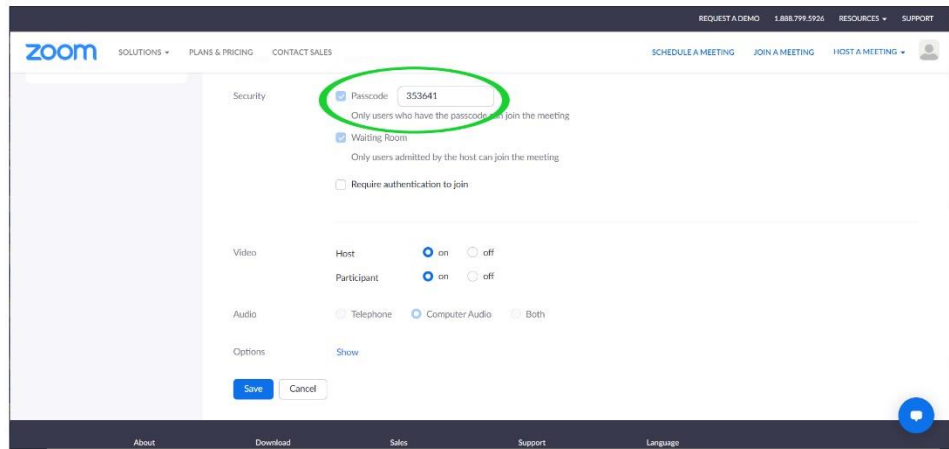 REQUEST A DEMO 1.888.799.5926 RESOURCES SUPPORT
zoom SOLUTIONS PLANS & PRICING CONTACT SALES SCHEDULE A MEETING JOIN A MEETING HOST A MEETING
Security Passcode 353641
Only users who have the passcode can join the meeting
Waiting Room
Only users admitted by the host can join the meeting
Require authentication to join
Video Host on off
Participant on off
Audio Telephone Computer Audio Both
Options Show
Save Cancel
About Download Sales Support Language